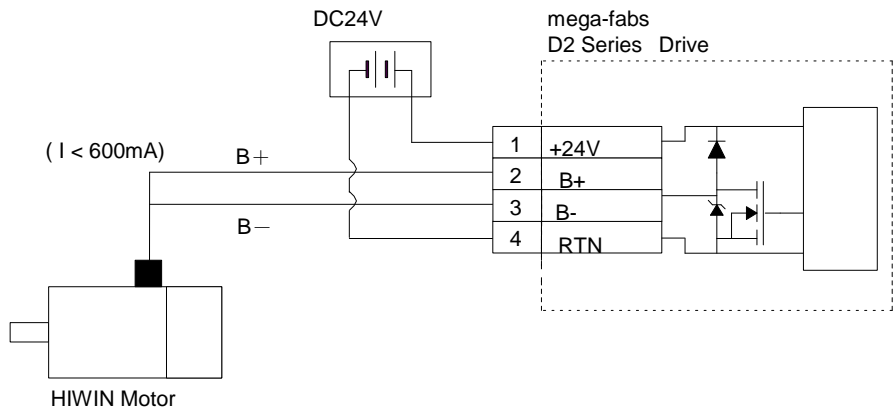 DC24V
mega-fabs
D2 Series Drive
( I < 600mA)
B+
B−
1 +24V
2 B+
3 B-
4 RTN
HIWIN Motor